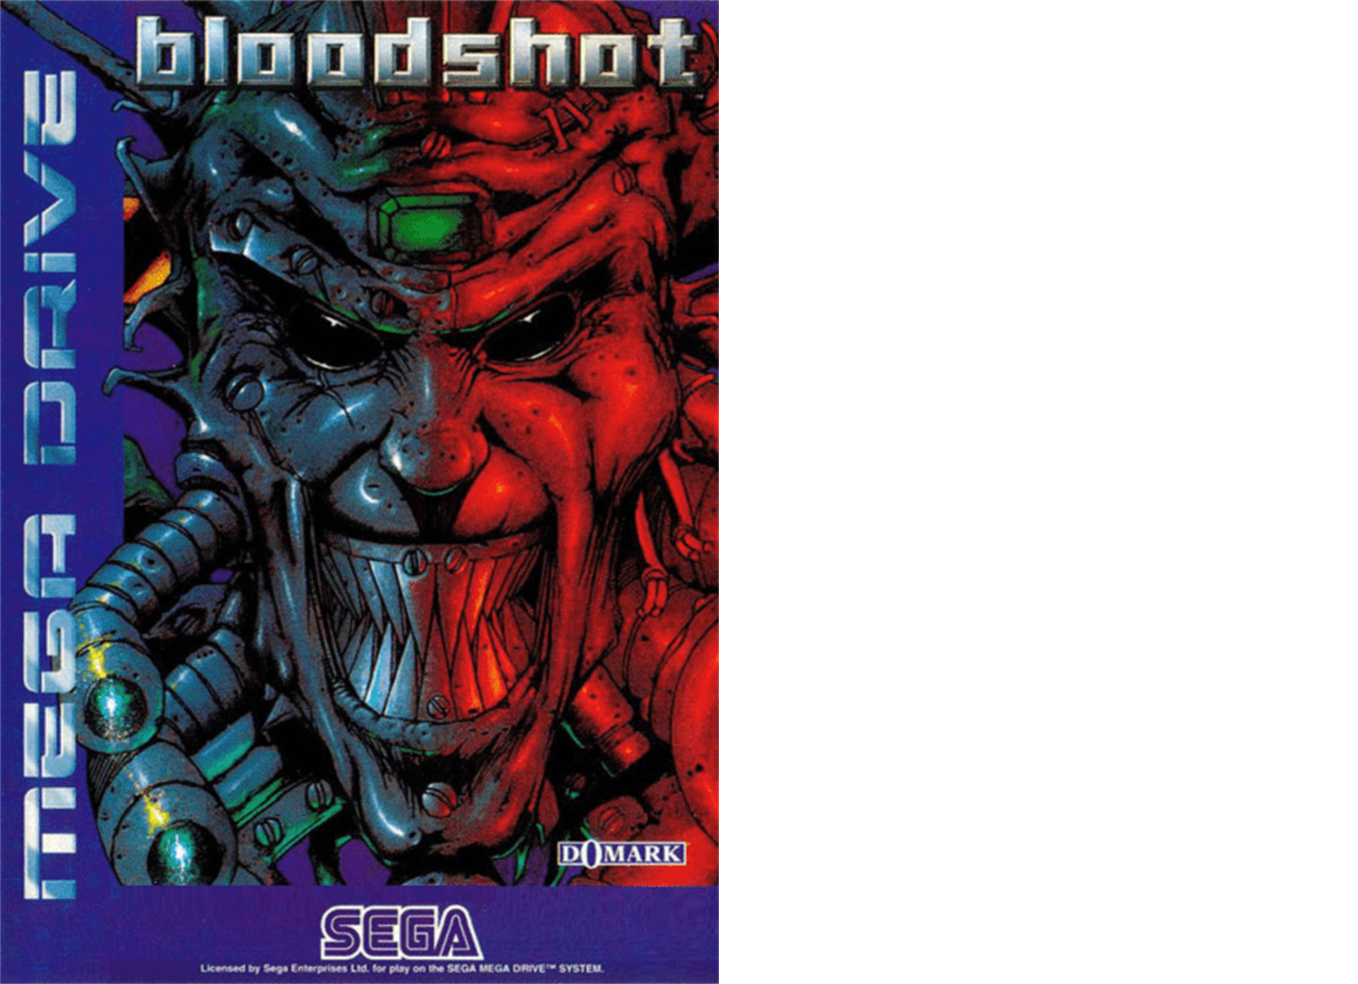 bloodshot
MEGA DRIVE
DOMARK
SEGA
Licensed by Sega Enterprises Ltd. for play on the SEGA MEGA DRIVE™ SYSTEM.